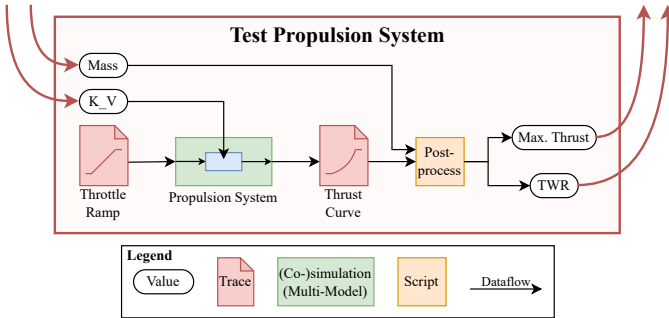 Test Propulsion System
Mass
K_V
Throttle
Ramp
Propulsion System
Thrust
Curve
Post-
process
Max. Thrust
TWR
Legend
Value
Trace
(Co-)simulation
(Multi-Model)
Script
Dataflow